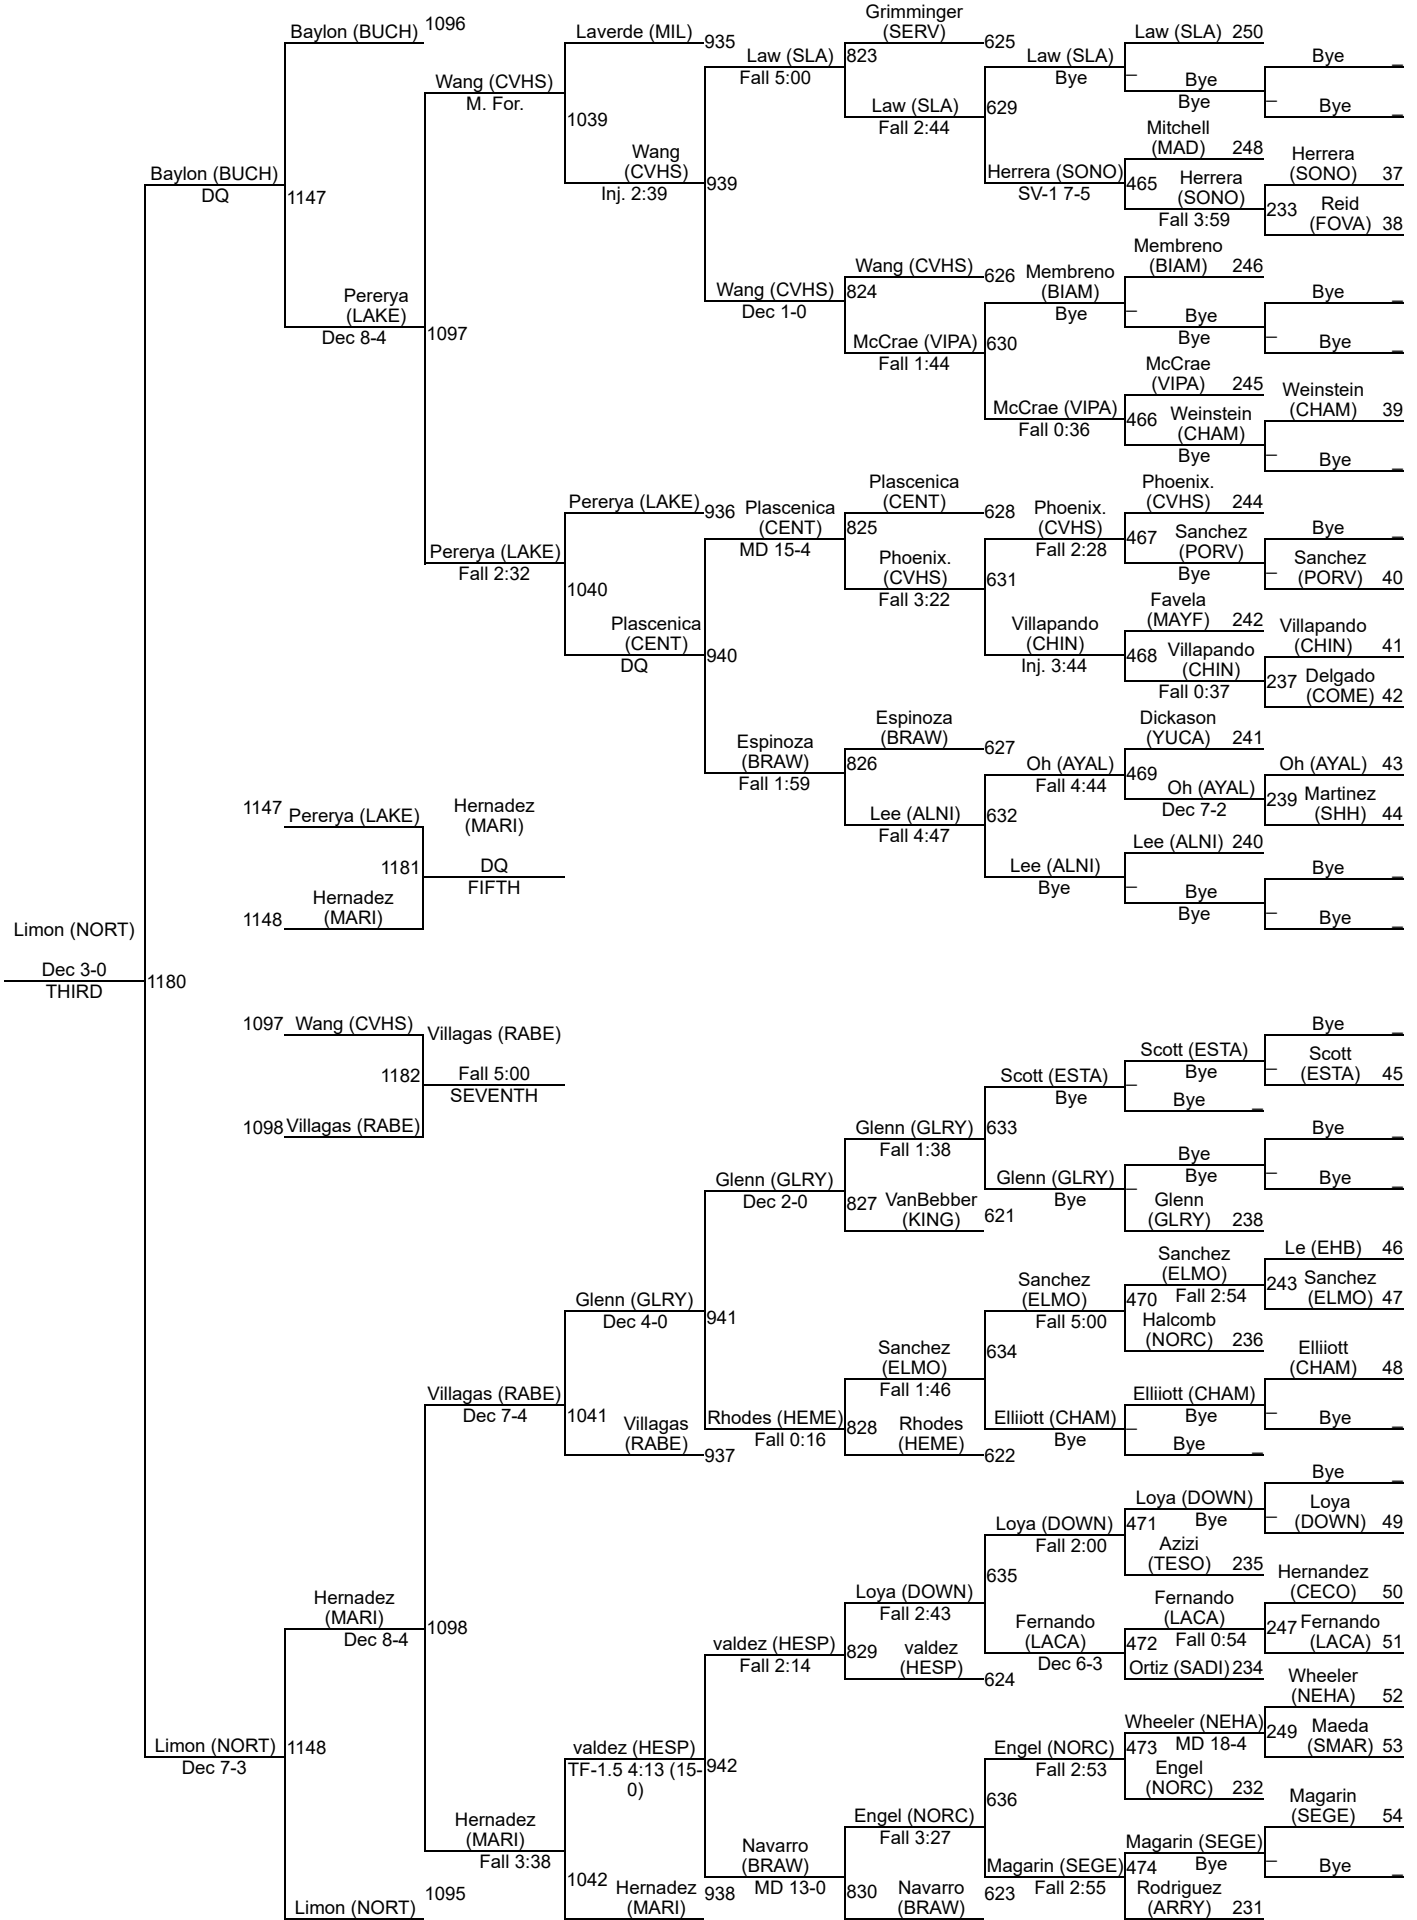 Grimminger
Baylon (BUCH) 1096
Laverde (MIL) 935
(SERV) 625
Law (SLA) 250
Law (SLA) 823
Law (SLA)
Bye _
Fall 5:00
Bye _
Bye
Wang (CVHS)
M. For.
Bye
Law (SLA)
Fall 2:44
629
_ Bye _
1039
Mitchell
(MAD) 248
Wang
(CVHS)
Inj. 2:39
939
Herrera
(SONO) 37
Baylon (BUCH)
DQ
1147
Herrera (SONO)
SV-1 7-5
465 Herrera
(SONO)
Fall 3:59
233 Reid
(FOVA) 38
Membreno
(BIAM) 246
Wang (CVHS) 626
Membreno
(BIAM)
Bye
Wang (CVHS) 824
Dec 1-0
Bye _
_ Bye
Bye
Pererya
(LAKE)
Dec 8-4
1097
McCrae (VIPA)
Fall 1:44
630
_ Bye _
McCrae
(VIPA) 245
Weinstein
(CHAM) 39
McCrae (VIPA)
Fall 0:36
466 Weinstein
(CHAM)
Bye
_ Bye _
Plascenica
(CENT) 628
Phoenix.
(CVHS) 244
Pererya (LAKE) 936
Plascenica
(CENT)
MD 15-4
825
Phoenix.
(CVHS)
Fall 2:28
467 Sanchez
(PORV)
Bye
Bye _
Pererya (LAKE)
Fall 2:32
Phoenix.
(CVHS)
Fall 3:22
631
_ Sanchez
(PORV) 40
1040
Favela
(MAYF) 242
Plascenica
(CENT)
DQ
940
Villapando
(CHIN)
Inj. 3:44
468 Villapando
(CHIN)
Fall 0:37
Villapando
(CHIN) 41
237 Delgado
(COME) 42
Espinoza
(BRAW) 627
Dickason
(YUCA) 241
Espinoza
(BRAW)
Fall 1:59
826
Oh (AYAL)
Fall 4:44
469 Oh (AYAL)
Dec 7-2
Oh (AYAL) 43
239 Martinez
(SHH) 44
1147 Pererya (LAKE)
Hernadez
(MARI)
Lee (ALNI)
Fall 4:47
632
Lee (ALNI) 240
1181
DQ
FIFTH
Lee (ALNI)
Bye
_ Bye
Bye
Bye _
1148 Hernadez
(MARI)
_ Bye _
Limon (NORT)
Dec 3-0
THIRD
1180
1097 Wang (CVHS)
Villagas (RABE)
Bye _
1182
Fall 5:00
SEVENTH
Scott (ESTA)
Bye
_ Scott
(ESTA) 45
Scott (ESTA)
Bye
_ Bye _
1098 Villagas (RABE)
Glenn (GLRY)
Fall 1:38
633
Bye _
Bye
Bye
_ Bye _
Glenn (GLRY)
Dec 2-0
Glenn (GLRY)
Bye
_ Glenn
(GLRY) 238
827 VanBebber
(KING) 621
Le (EHB) 46
Sanchez
(ELMO)
Fall 2:54
243 Sanchez
(ELMO) 47
Glenn (GLRY)
Dec 4-0
941
Sanchez
(ELMO)
Fall 5:00
470
Halcomb
(NORC) 236
Sanchez
(ELMO)
Fall 1:46
634
Elliiott
(CHAM) 48
Villagas (RABE)
Dec 7-4
1041 Villagas
(RABE) 937
Rhodes (HEME)
Fall 0:16
828 Rhodes
(HEME) 622
Elliiott (CHAM)
Bye
_ Elliiott (CHAM)
Bye
Bye _
_ Bye _
Bye _
Loya (DOWN)
Bye
_ Loya
(DOWN) 49
Loya (DOWN)
Fall 2:00
471
Azizi
(TESO) 235
Loya (DOWN)
Fall 2:43
635
Hernandez
(CECO) 50
Hernadez
(MARI)
Dec 8-4
1098
Fernando
(LACA)
Fall 0:54
247 Fernando
(LACA) 51
valdez (HESP)
Fall 2:14
829 valdez
(HESP) 624
Fernando
(LACA)
Dec 6-3
472
Ortiz (SADI) 234
Wheeler
(NEHA) 52
Wheeler (NEHA)
MD 18-4
249 Maeda
(SMAR) 53
Limon (NORT)
Dec 7-3
1148
valdez (HESP)
TF-1.5 4:13 (15-
0)
942
Engel (NORC)
Fall 2:53
473
Engel
(NORC) 232
Engel (NORC)
Fall 3:27
636
Magarin
(SEGE) 54
Hernadez
(MARI)
Fall 3:38
Navarro
(BRAW)
MD 13-0
Magarin (SEGE)
Fall 2:55
474
Magarin (SEGE)
Bye
_ Bye _
1042 Hernadez
(MARI) 938
830 Navarro
(BRAW) 623
Rodriguez
(ARRY) 231
Limon (NORT) 1095